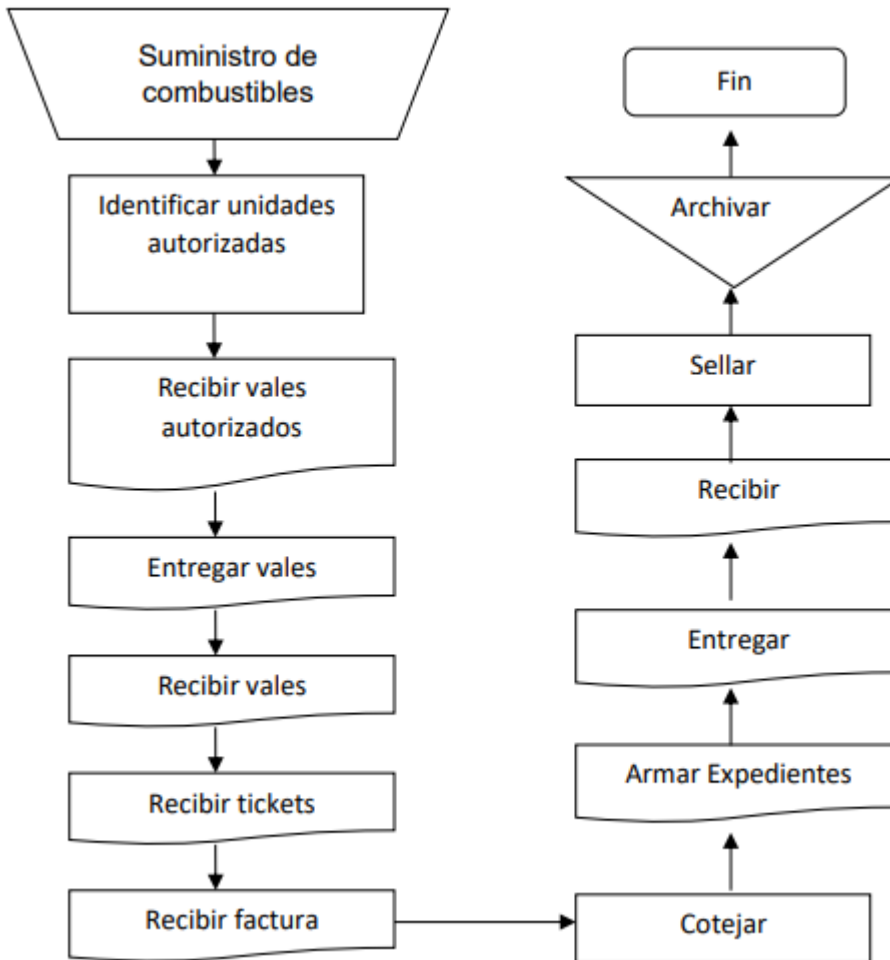 Suministro de
combustibles
Identificar unidades
autorizadas
Recibir vales
autorizados
Entregar vales
Recibir vales
Recibir tickets
Recibir factura
Cotejar
Armar Expedientes
Entregar
Recibir
Sellar
Archivar
Fin